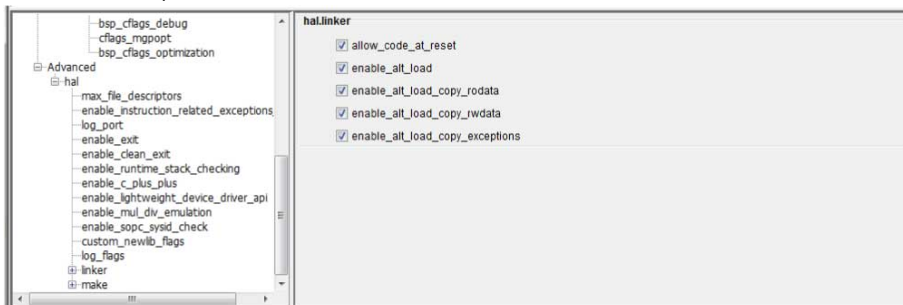 bsp_cflags_debug
cflags_mgpopt
bsp_cflags_optimization
Advanced
hal
max_file_descriptors
enable_instruction_related_exceptions_
log_port
enable_exit
enable_clean_exit
enable_runtime_stack_checking
enable_c_plus_plus
enable_lightweight_device_driver_api
enable_mul_div_emulation
enable_sopc_sysid_check
custom_newlib_flags
log_flags
linker
make
hal.linker
allow_code_at_reset
enable_alt_load
enable_alt_load_copy_rodata
enable_alt_load_copy_rwdata
enable_alt_load_copy_exceptions